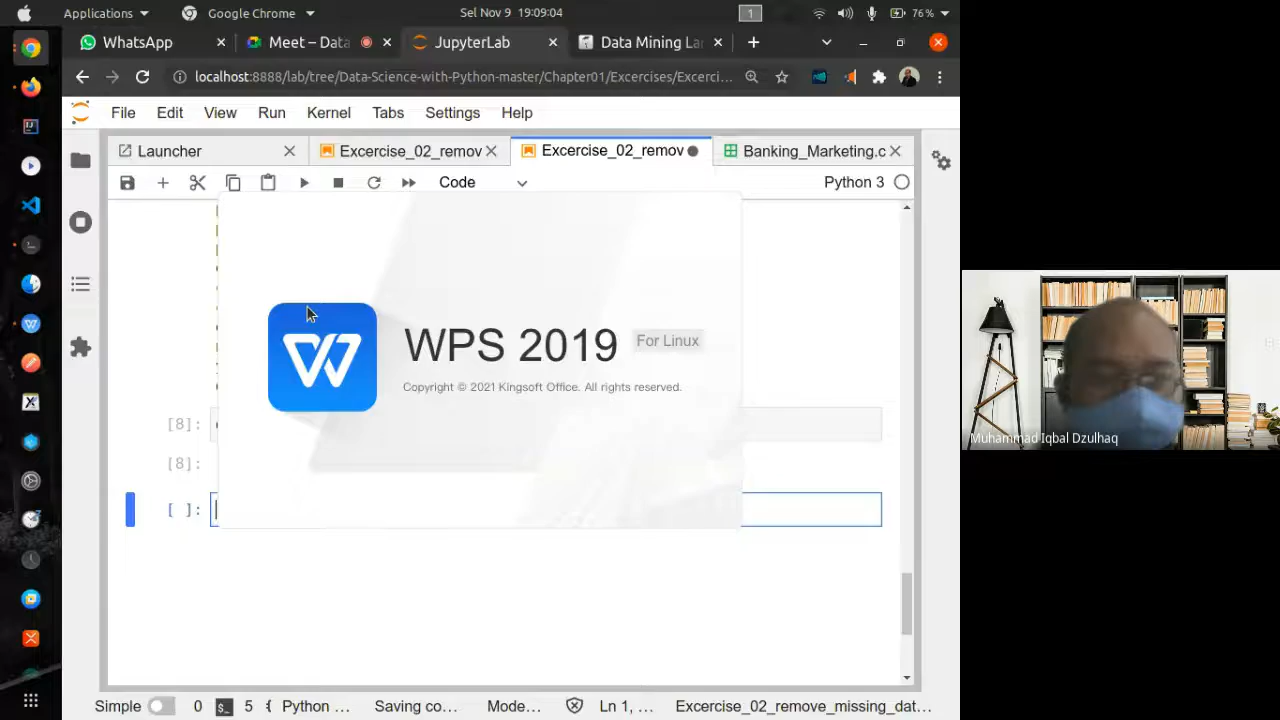 Applications
Google Chrome
Sel Nov 9 19:09:04
1
76%
WhatsApp
Meet – Data
JupyterLab
Data Mining La
localhost:8888/lab/tree/Data-Science-with-Python-master/Chapter01/Excercises/Excerci...
File Edit View Run Kernel Tabs Settings Help
Launcher
Excercise_02_remov
Excercise_02_remov
Banking_Marketing.c
Code
Python 3
WPS 2019 For Linux
Copyright © 2021 Kingsoft Office. All rights reserved.
[8]:
[8]:
[ ]:
Muhammad Iqbal Dzulhaq
Simple 0 $_ 5 Python ... Saving co... Mode... Ln 1, ... Excercise_02_remove_missing_dat...